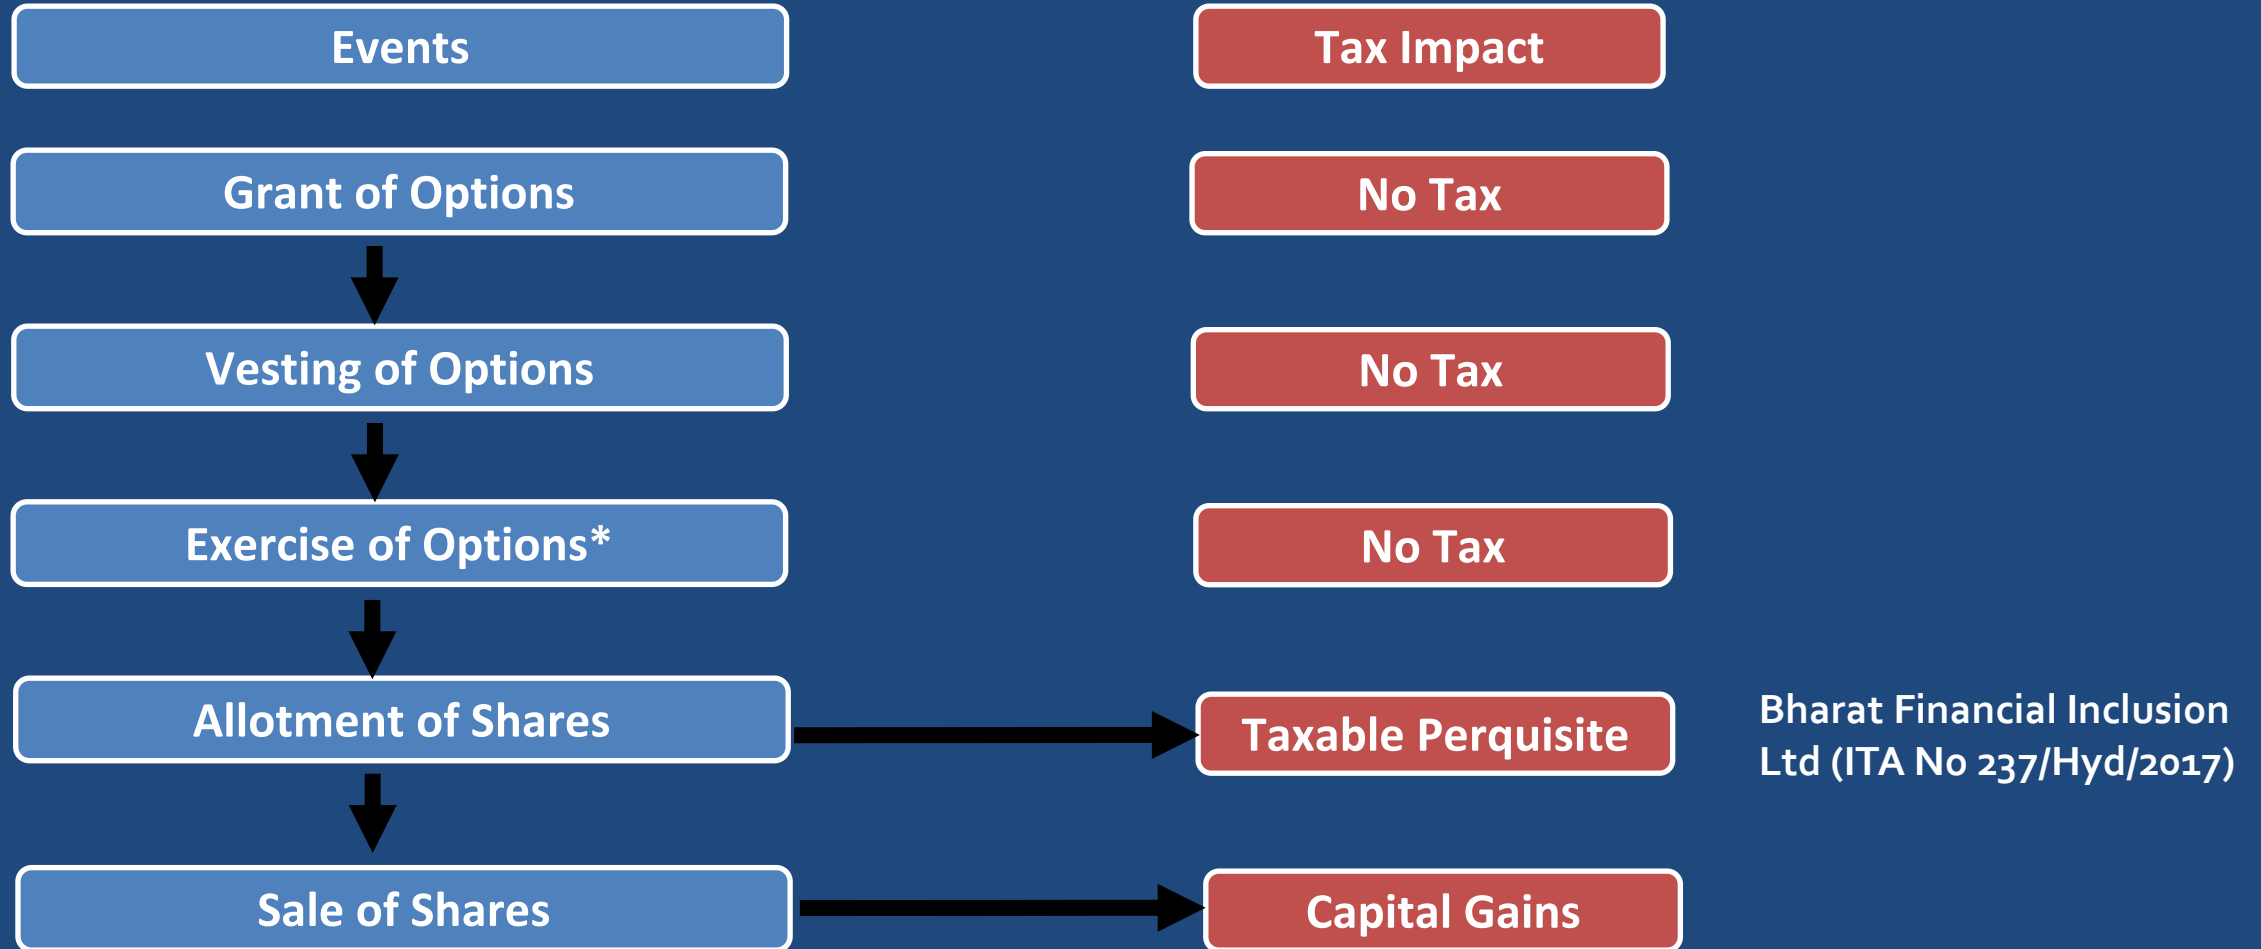 Events
Tax Impact
Grant of Options
No Tax
Vesting of Options
No Tax
Exercise of Options*
No Tax
Allotment of Shares
Taxable Perquisite
Bharat Financial Inclusion
Ltd (ITA No 237/Hyd/2017)
Sale of Shares
Capital Gains